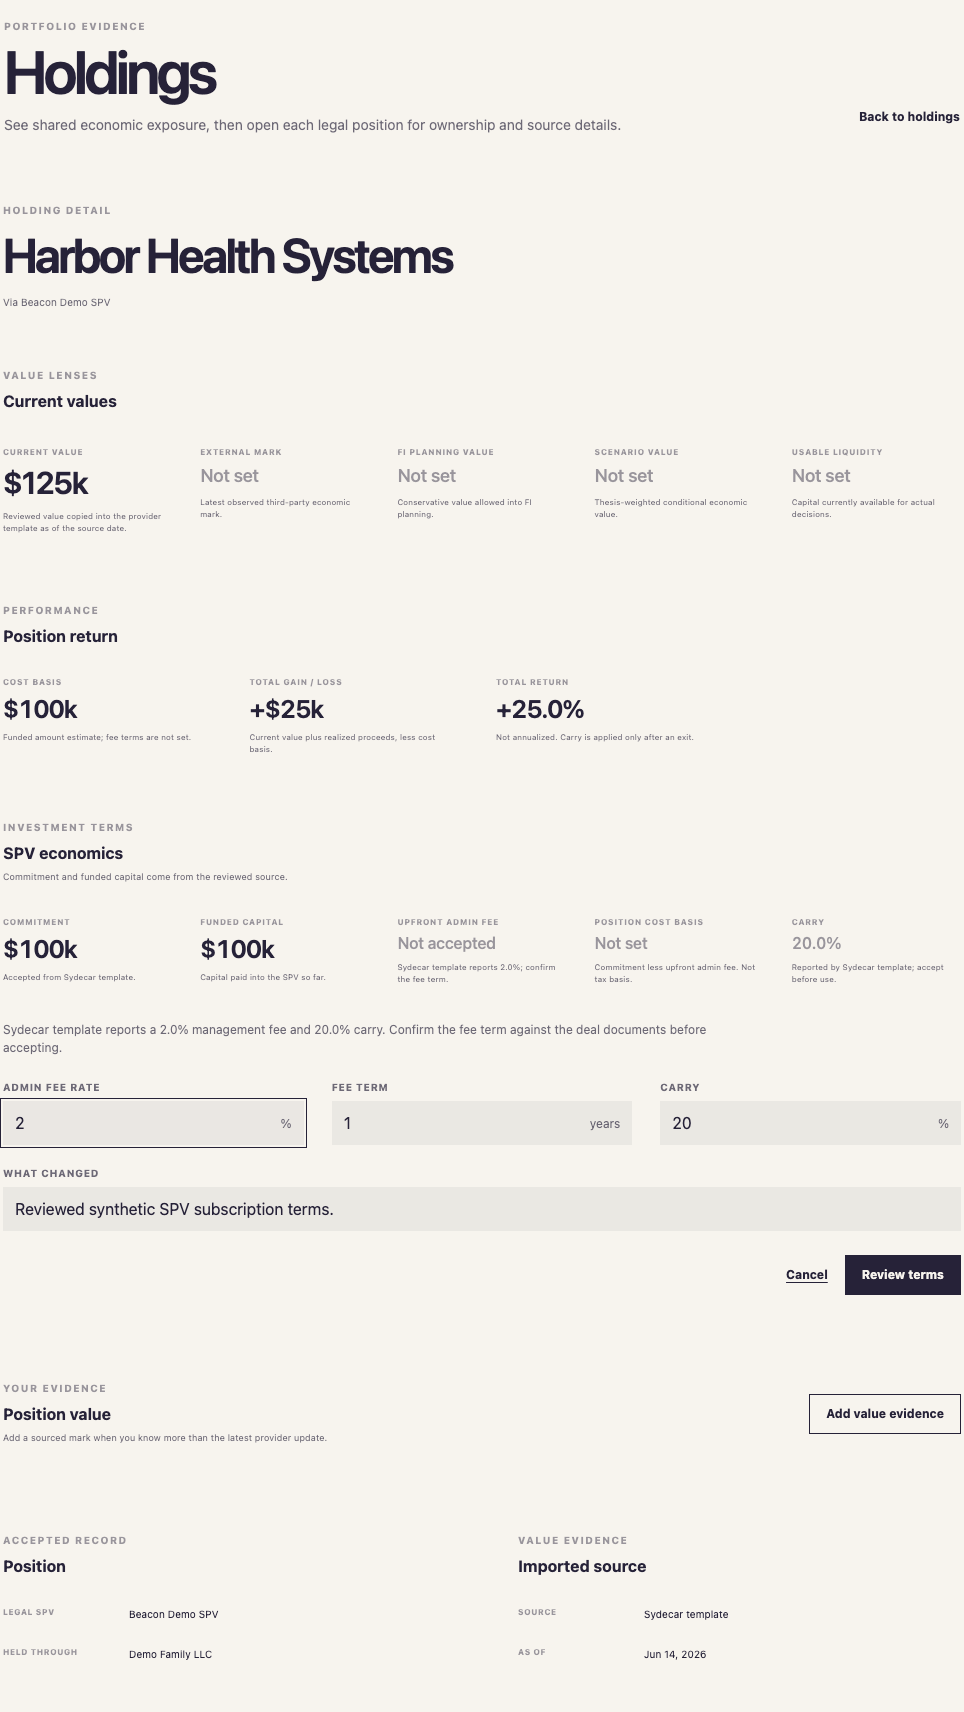 PORTFOLIO EVIDENCE
Holdings
See shared economic exposure, then open each legal position for ownership and source details.
Back to holdings
HOLDING DETAIL
Harbor Health Systems
Via Beacon Demo SPV
VALUE LENSES
Current values
CURRENT VALUE
$125k
Reviewed value copied into the provider
template as of the source date.
EXTERNAL MARK
Not set
Latest observed third-party economic
mark.
FI PLANNING VALUE
Not set
Conservative value allowed into FI
planning.
SCENARIO VALUE
Not set
Thesis-weighted conditional economic
value.
USABLE LIQUIDITY
Not set
Capital currently available for actual
decisions.
PERFORMANCE
Position return
COST BASIS
$100k
Funded amount estimate; fee terms are not set.
TOTAL GAIN / LOSS
+$25k
Current value plus realized proceeds, less cost
basis.
TOTAL RETURN
+25.0%
Not annualized. Carry is applied only after an exit.
INVESTMENT TERMS
SPV economics
Commitment and funded capital come from the reviewed source.
COMMITMENT
$100k
Accepted from Sydecar template.
FUNDED CAPITAL
$100k
Capital paid into the SPV so far.
UPFRONT ADMIN FEE
Not accepted
Sydecar template reports 2.0%; confirm
the fee term.
POSITION COST BASIS
Not set
Commitment less upfront admin fee. Not
tax basis.
CARRY
20.0%
Reported by Sydecar template; accept
before use.
Sydecar template reports a 2.0% management fee and 20.0% carry. Confirm the fee term against the deal documents before
accepting.
ADMIN FEE RATE
2 %
FEE TERM
1 years
CARRY
20 %
WHAT CHANGED
Reviewed synthetic SPV subscription terms.
Cancel
Review terms
YOUR EVIDENCE
Position value
Add a sourced mark when you know more than the latest provider update.
Add value evidence
ACCEPTED RECORD
Position
LEGAL SPV Beacon Demo SPV
HELD THROUGH Demo Family LLC
VALUE EVIDENCE
Imported source
SOURCE Sydecar template
AS OF Jun 14, 2026